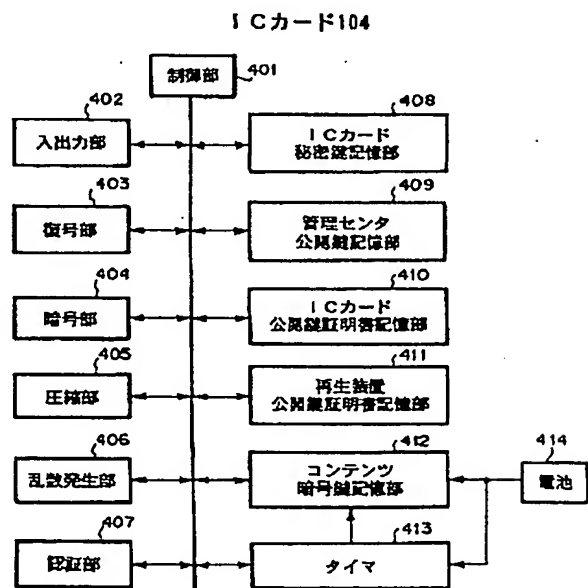 ICカード104
制御部
401
402
入出力部
408
ICカード
秘密鍵記憶部
403
復号部
409
管理センタ
公開鍵記憶部
404
暗号部
410
ICカード
公開鍵証明書記憶部
405
圧縮部
411
再生装置
公開鍵証明書記憶部
406
乱数発生部
412
コンテンツ
暗号鍵記憶部
414
電池
407
認証部
413
タイマ